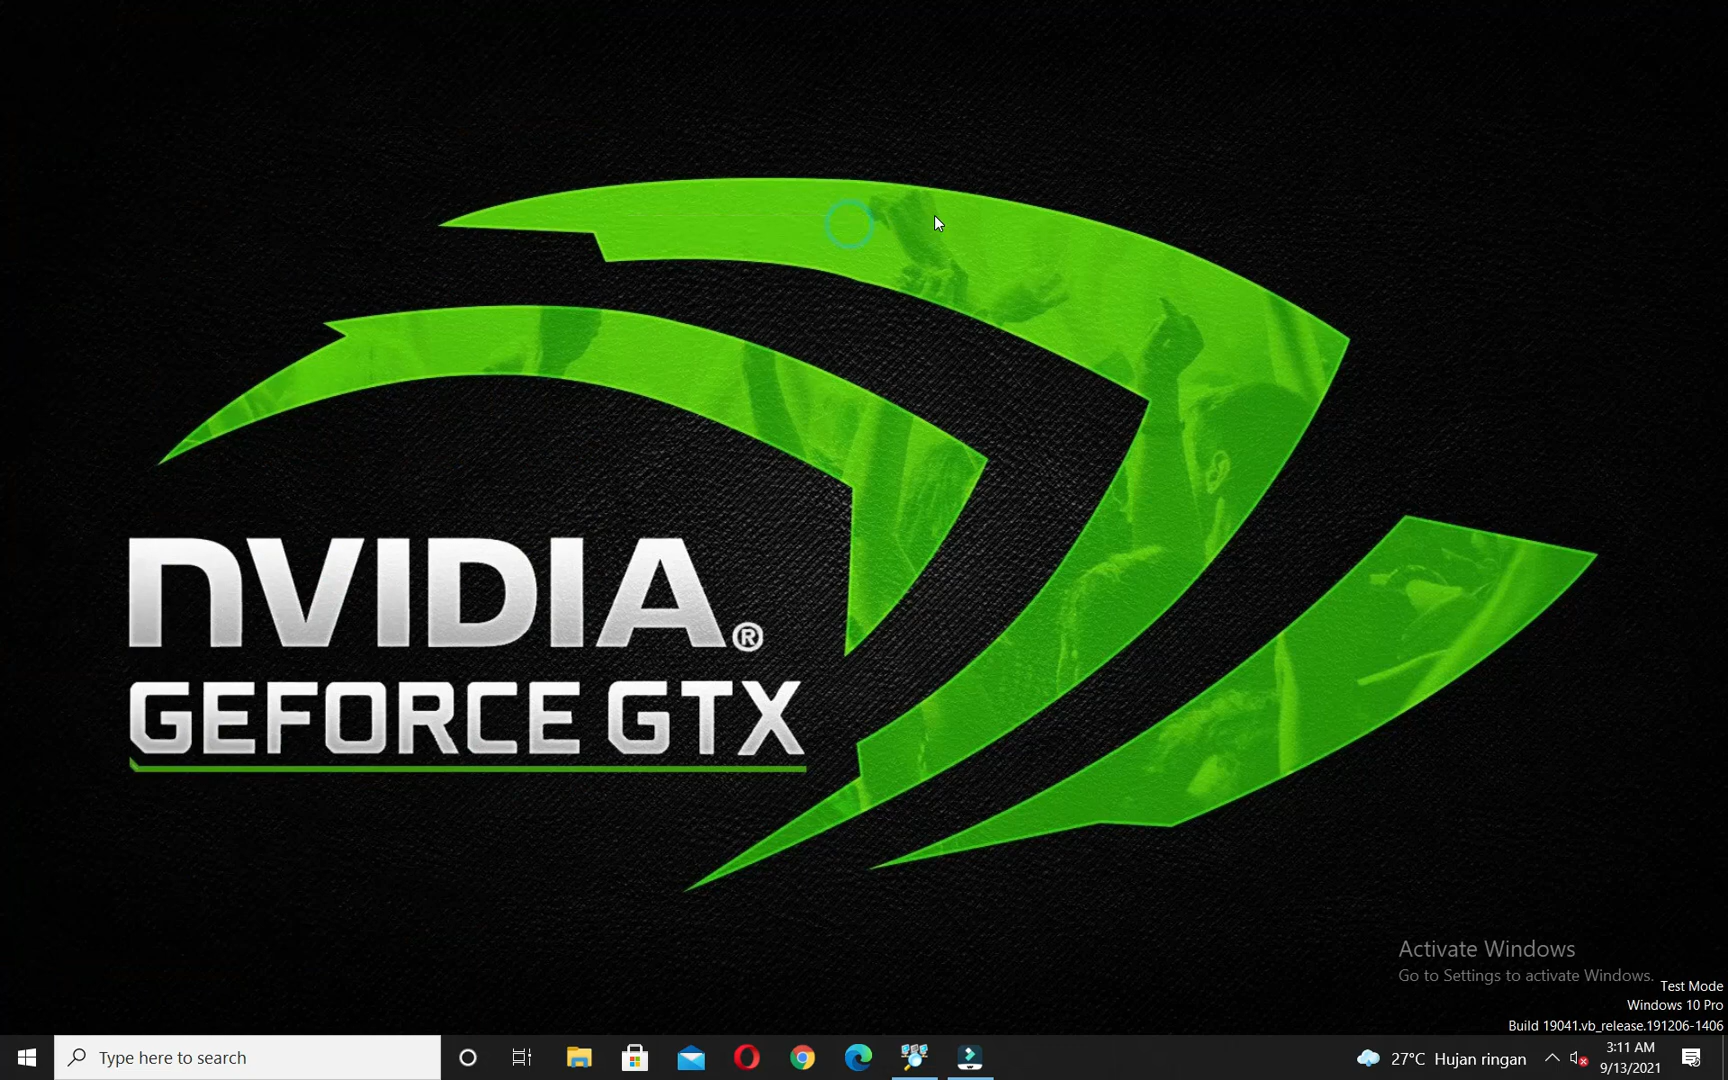 NVIDIA®
GEFORCE GTX
Activate Windows
Go to Settings to activate Windows.
Test Mode
Windows 10 Pro
Build 19041.vb_release.191206-1406
Type here to search
27°C Hujan ringan
3:11 AM
9/13/2021